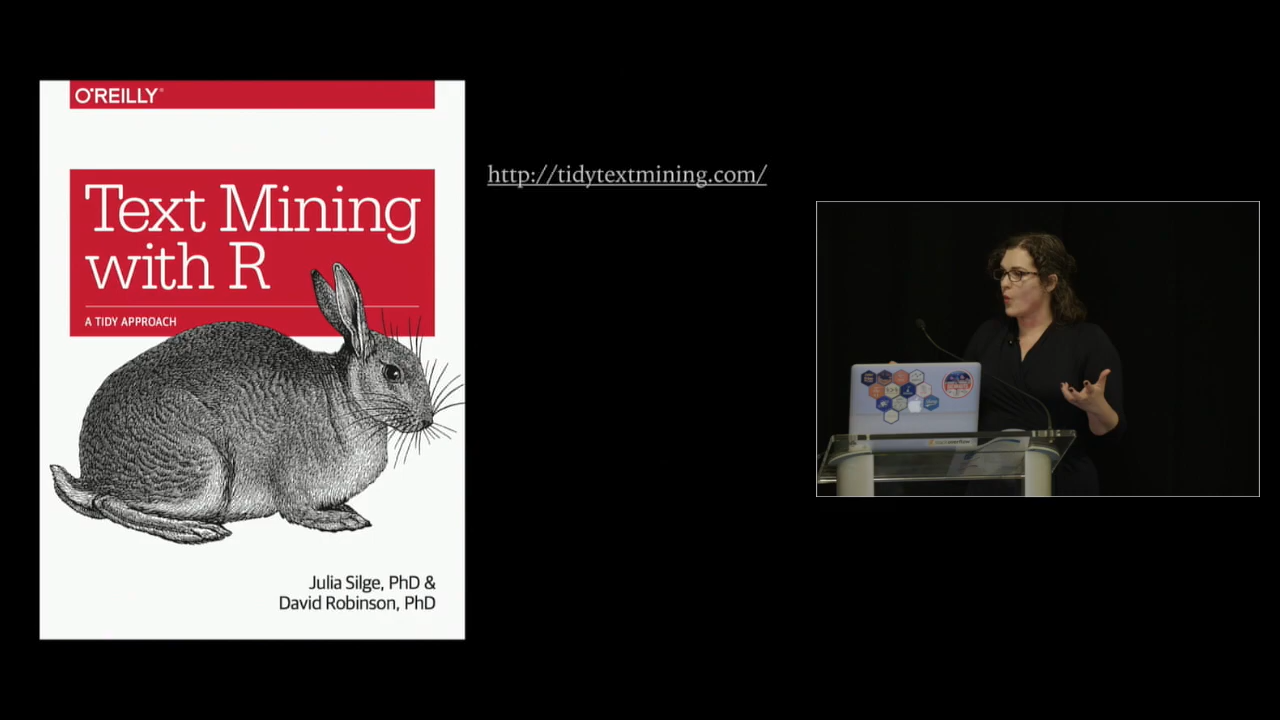 O'REILLY®
Text Mining
with R
A TIDY APPROACH
Julia Silge, PhD &
David Robinson, PhD
http://tidytextmining.com/